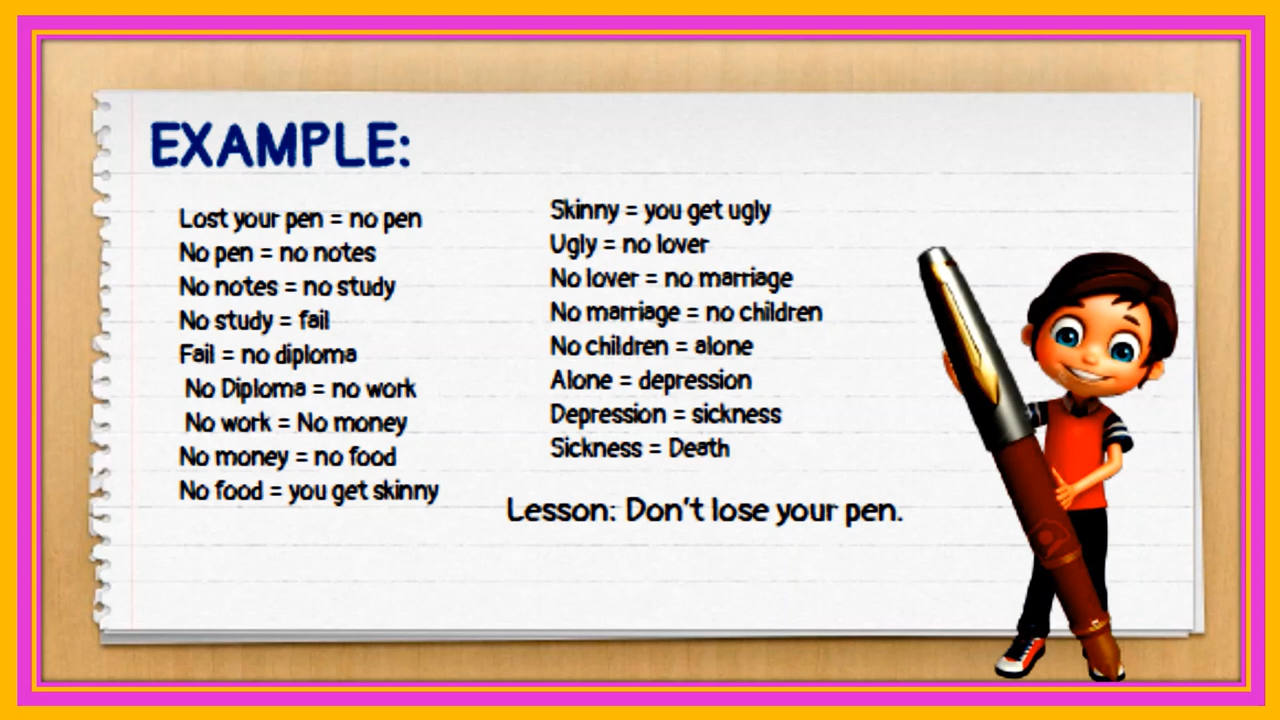 EXAMPLE:
Lost your pen = no pen
No pen = no notes
No notes = no study
No study = fail
Fail = no diploma
No Diploma = no work
No work = No money
No money = no food
No food = you get skinny
Skinny = you get ugly
Ugly = no lover
No lover = no marriage
No marriage = no children
No children = alone
Alone = depression
Depression = sickness
Sickness = Death
Lesson: Don't lose your pen.